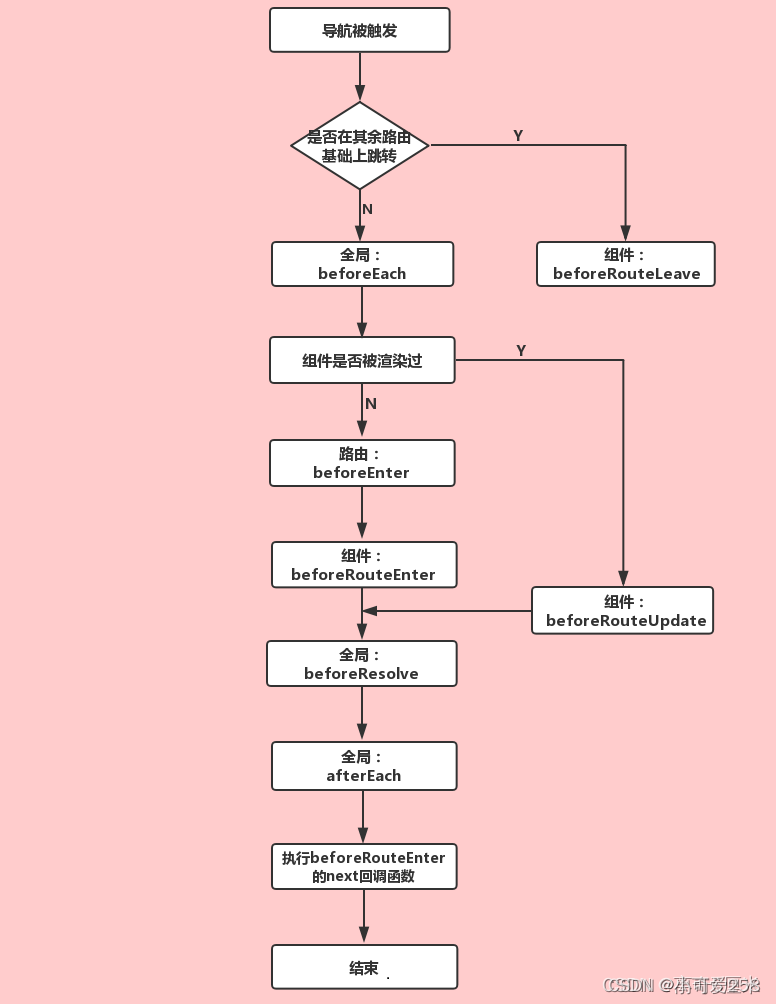 导航被触发
是否在其余路由
基础上跳转
Y
N
全局：
beforeEach
组件：
beforeRouteLeave
组件是否被渲染过
Y
N
路由：
beforeEnter
组件：
beforeRouteEnter
组件：
beforeRouteUpdate
全局：
beforeResolve
全局：
afterEach
执行beforeRouteEnter
的next回调函数
结束 .
CSDN